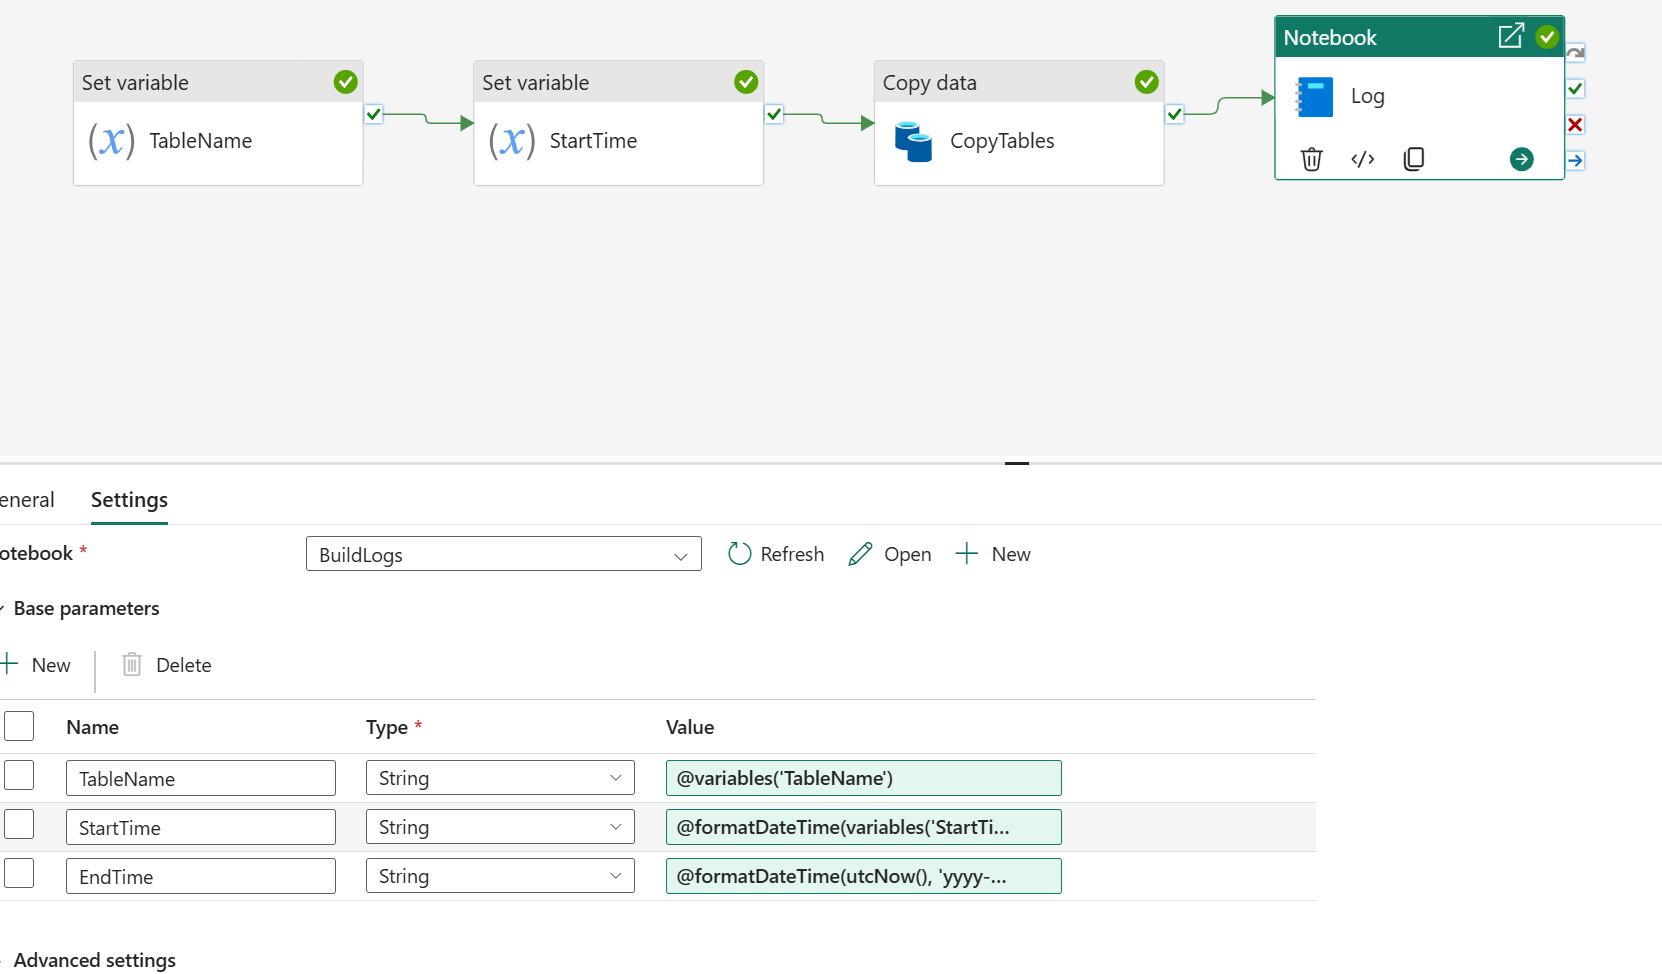 Set variable
(x) TableName
Set variable
(x) StartTime
Copy data
CopyTables
Notebook
Log
</>
eneral
Settings
otebook *
BuildLogs
Refresh
Open
New
Base parameters
New
Delete
Name
Type *
Value
TableName
String
@variables('TableName')
StartTime
String
@formatDateTime(variables('StartTi...
EndTime
String
@formatDateTime(utcNow(), 'yyyy-...
Advanced settings